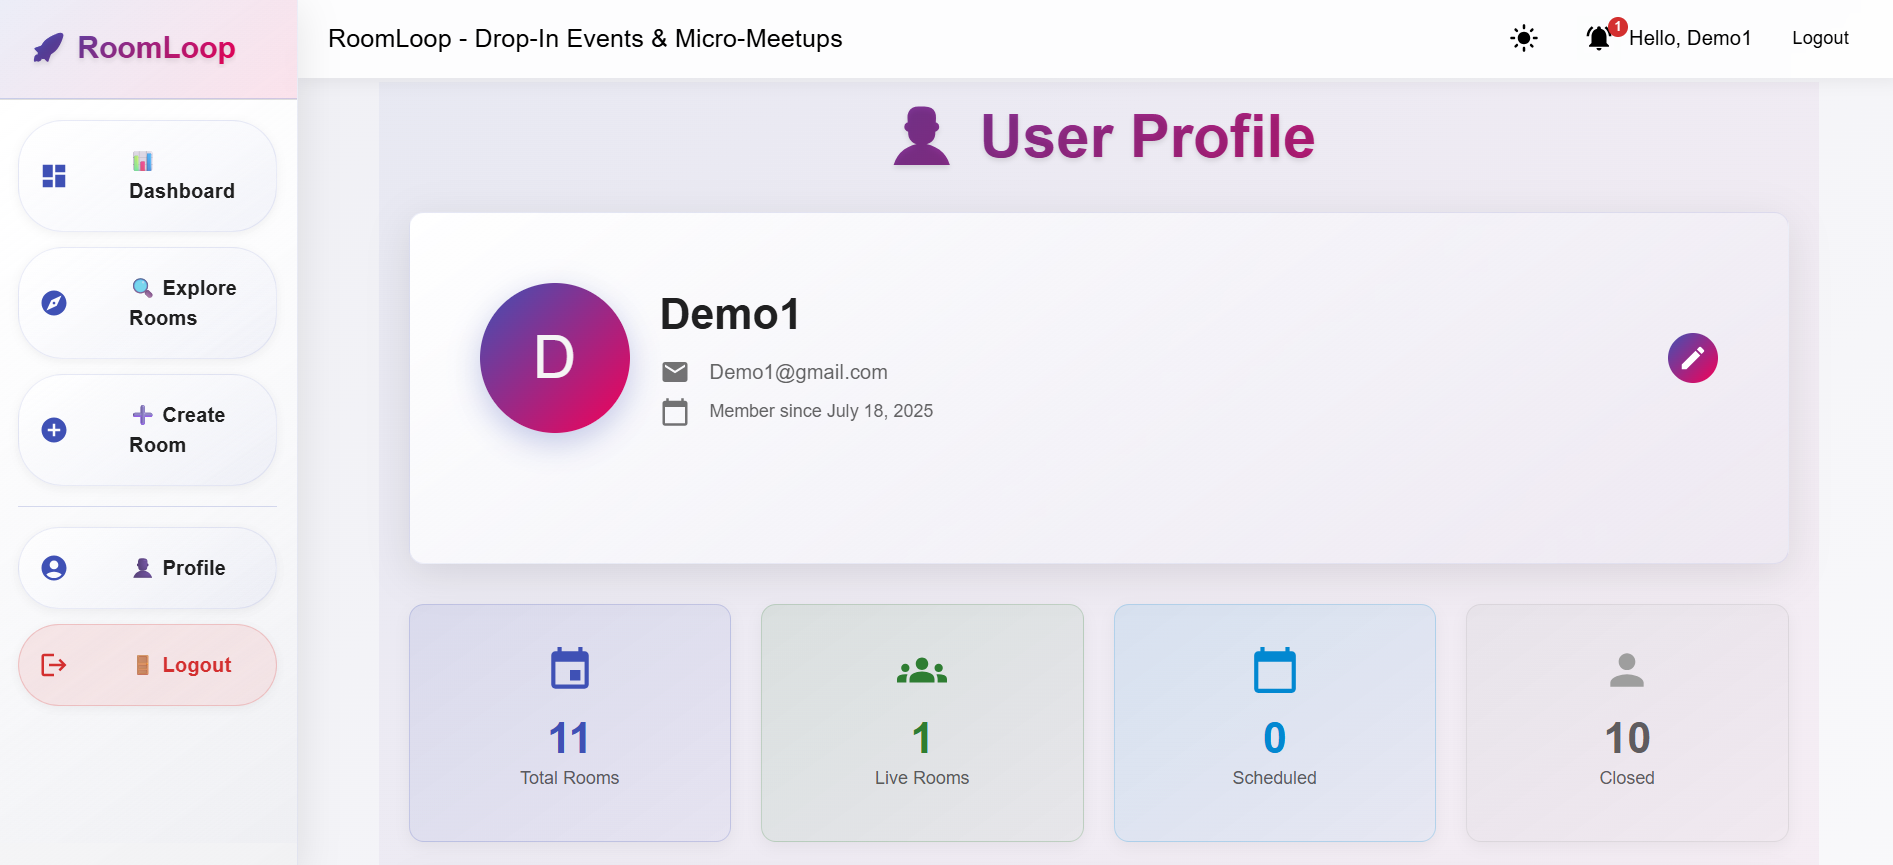 RoomLoop
RoomLoop - Drop-In Events & Micro-Meetups
1
Hello, Demo1
Logout
Dashboard
Explore
Rooms
Create
Room
Profile
Logout
User Profile
D
Demo1
Demo1@gmail.com
Member since July 18, 2025
11
Total Rooms
1
Live Rooms
0
Scheduled
10
Closed